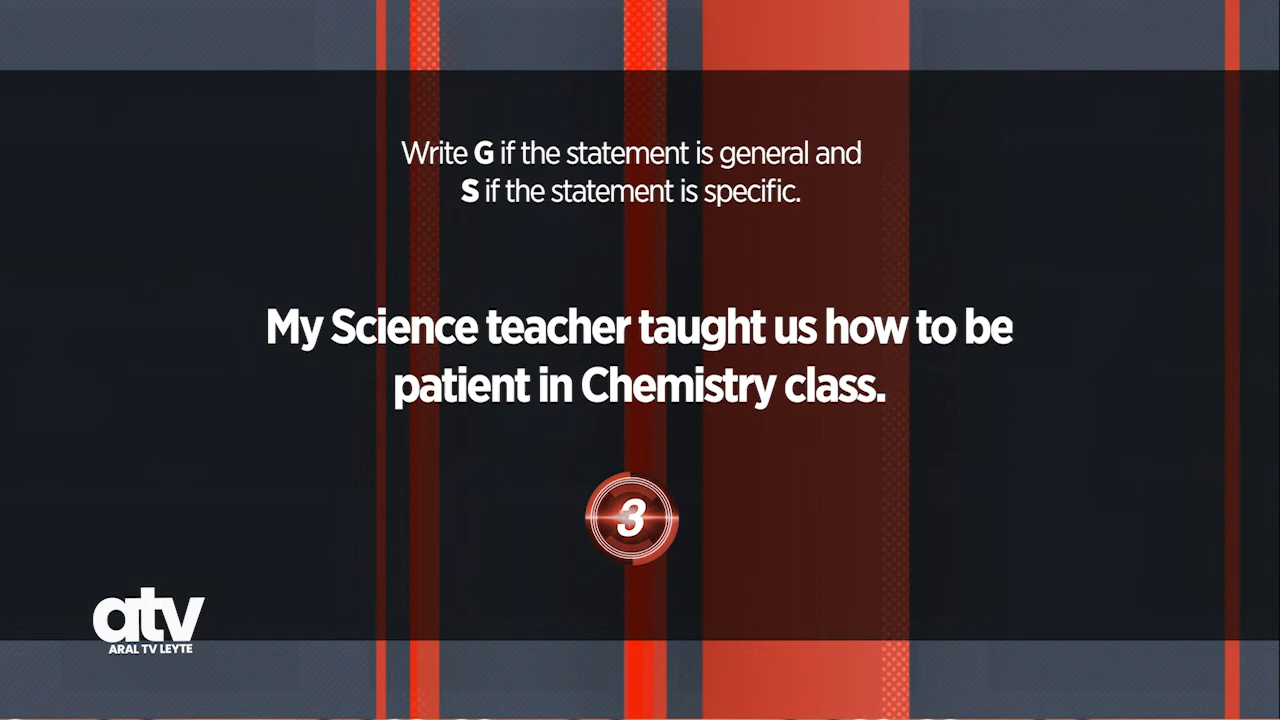 Write G if the statement is general and
S if the statement is specific.
My Science teacher taught us how to be
patient in Chemistry class.
3
atv
ARAL TV LEYTE